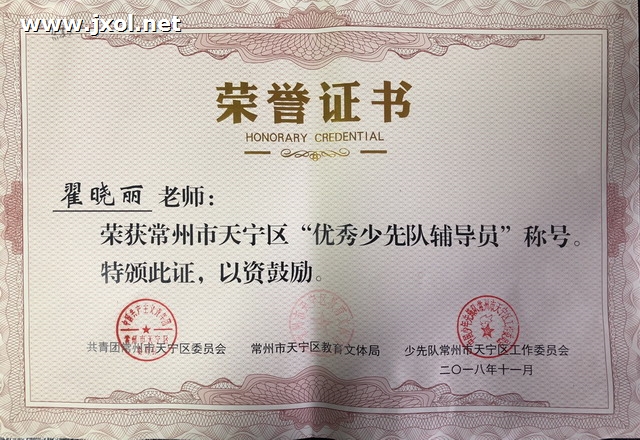 www.jxol.net
荣誉证书
HONORARY CREDENTIAL
翟晓丽 老师：
荣获常州市天宁区“优秀少先队辅导员”称号。
特颁此证，以资鼓励。
共青团常州市天宁区委员会 常州市天宁区教育文体局 少先队常州市天宁区工作委员会
二〇一八年十一月